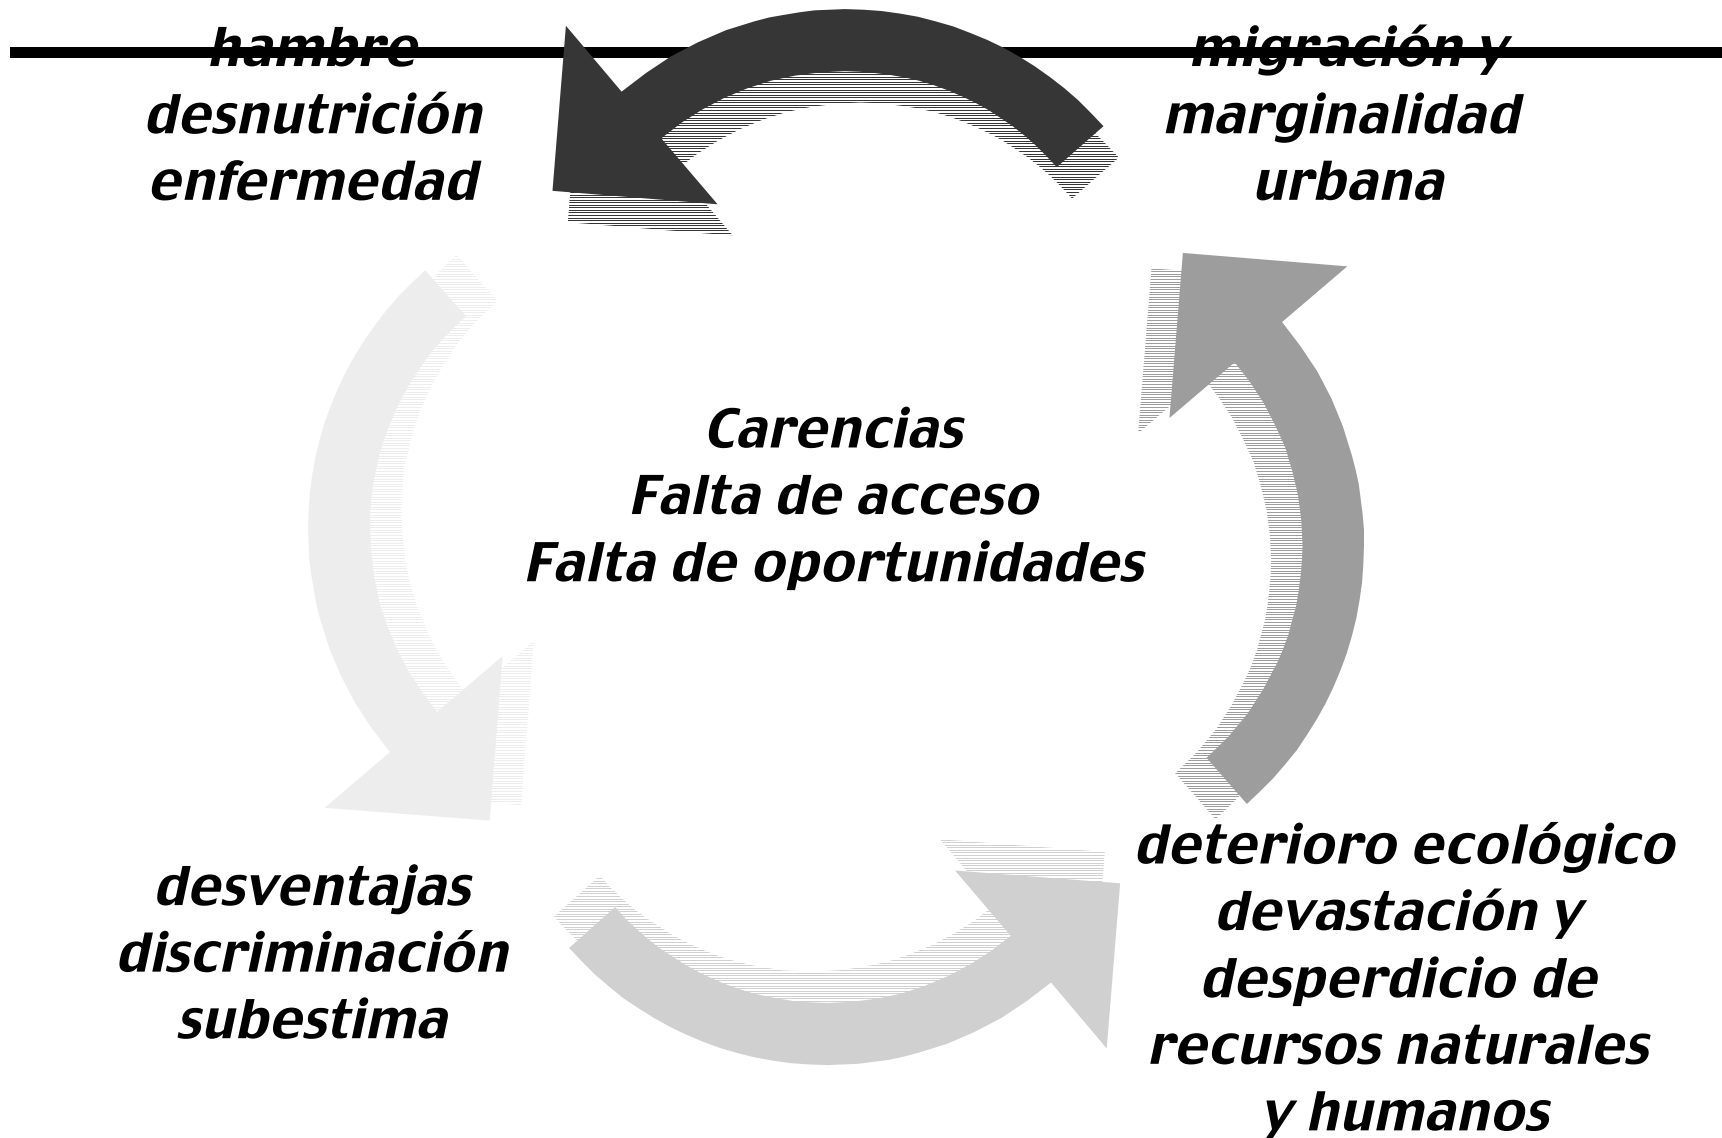 hambre
desnutrición
enfermedad
migración y
marginalidad
urbana
Carencias
Falta de acceso
Falta de oportunidades
desventajas
discriminación
subestima
deterioro ecológico
devastación y
desperdicio de
recursos naturales
y humanos